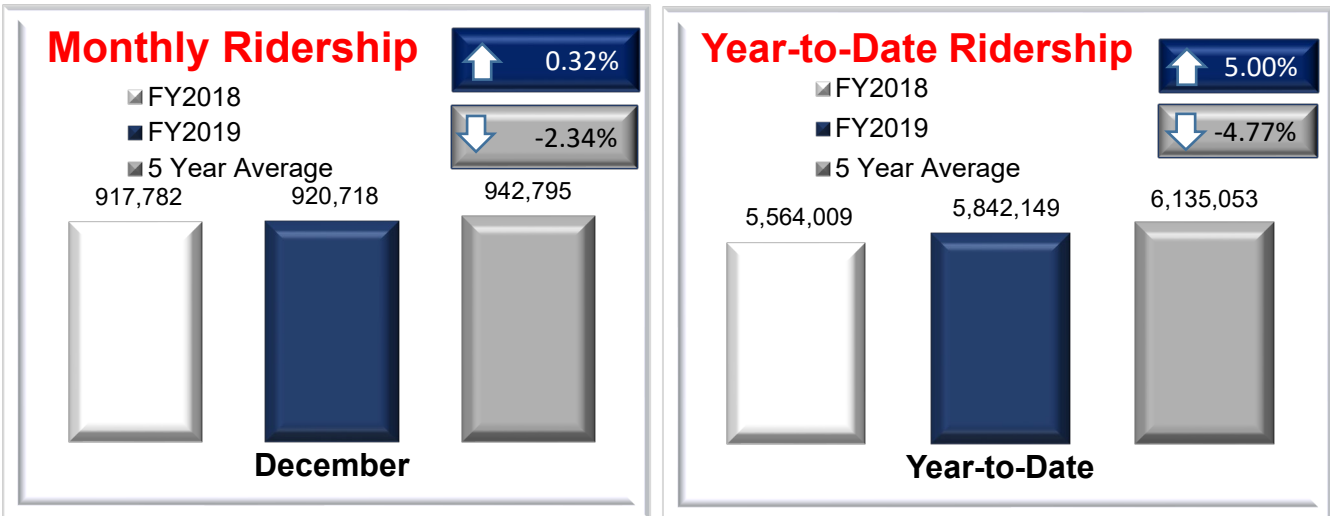 Monthly Ridership
0.32%
FY2018
FY2019
-2.34%
5 Year Average
917,782
920,718
942,795
December
Year-to-Date Ridership
5.00%
FY2018
FY2019
-4.77%
5 Year Average
5,564,009
5,842,149
6,135,053
Year-to-Date